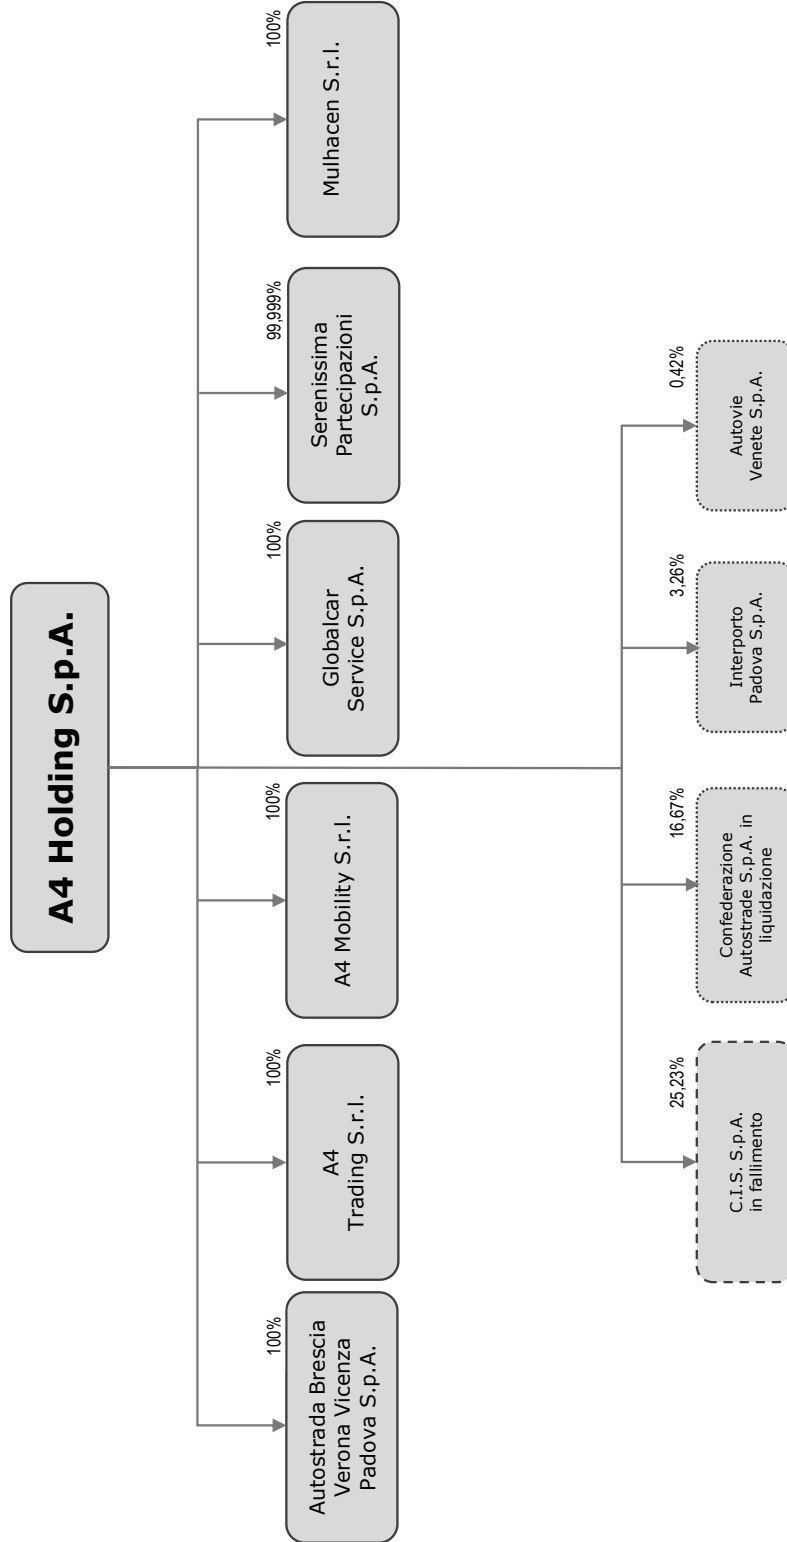 A4 Holding S.p.A.
100%
Autostrada Brescia
Verona Vicenza
Padova S.p.A.
100%
A4
Trading S.r.l.
100%
A4 Mobility S.r.l.
100%
Globalcar
Service S.p.A.
99,999%
Serenissima
Partecipazioni
S.p.A.
100%
Mulhacen S.r.l.
25,23%
C.I.S. S.p.A.
in fallimento
16,67%
Confederazione
Autostrade S.p.A. in
liquidazione
3,26%
Interporto
Padova S.p.A.
0,42%
Autovie
Venete S.p.A.